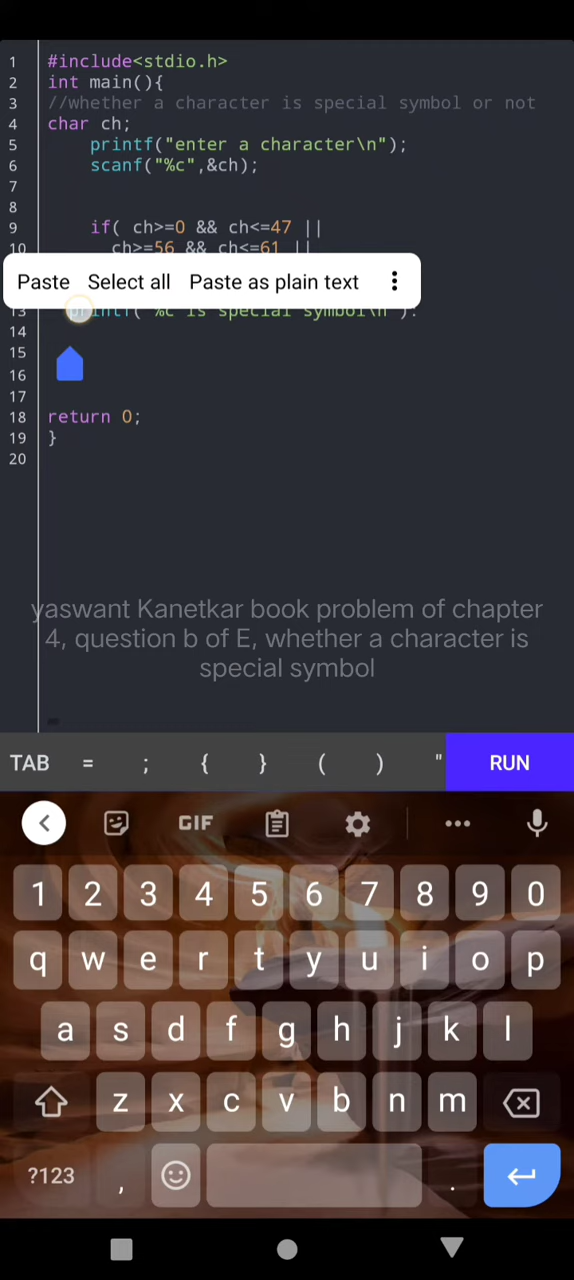 1 #include<stdio.h>
2 int main(){
3 //whether a character is special symbol or not
4 char ch;
5 printf("enter a character\n");
6 scanf("%c",&ch);
7
8
9 if( ch>=0 && ch<=47 ||
10 ch>=56 && ch<=61 ||
Paste Select all Paste as plain text
13 printf("%c is special symbol\n").
14
15
16
17
18 return 0;
19 }
20
yaswant Kanetkar book problem of chapter
4, question b of E, whether a character is
special symbol
TAB = ; { } ( ) " RUN
GIF
1 2 3 4 5 6 7 8 9 0
q w e r t y u i o p
a s d f g h j k l
z x c v b n m
?123 , .